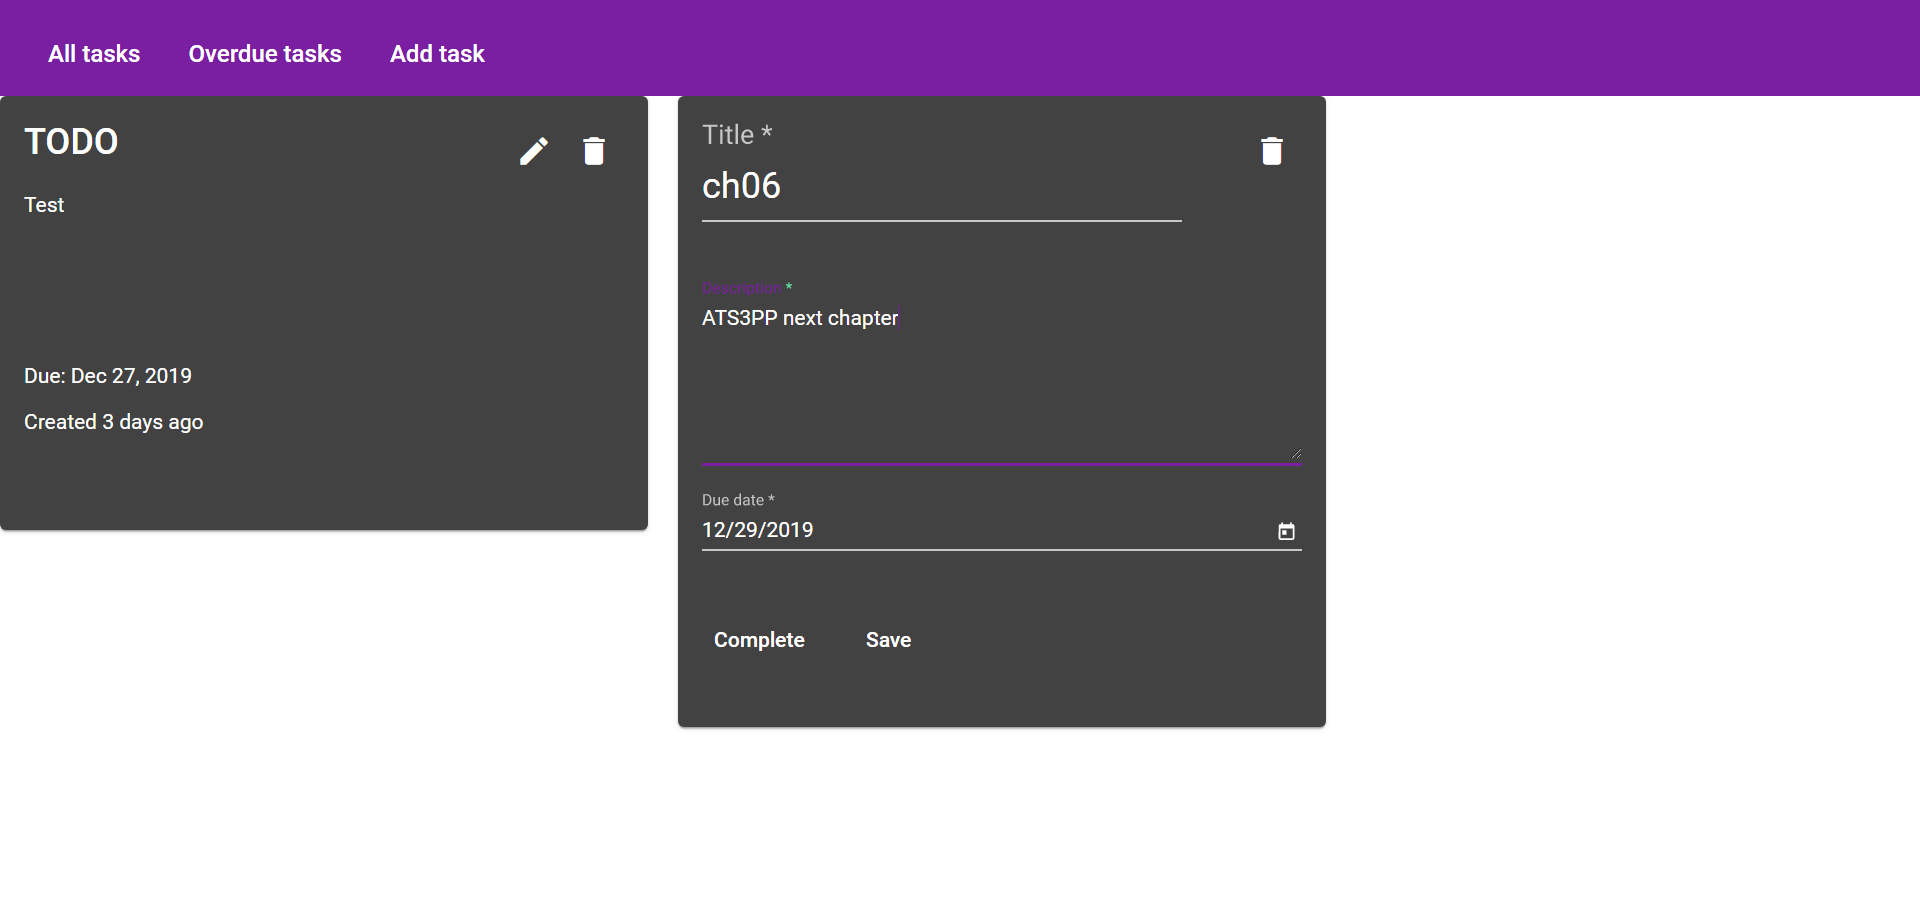 All tasks Overdue tasks Add task
TODO
Test
Due: Dec 27, 2019
Created 3 days ago
Title *
ch06
Description *
ATS3PP next chapter
Due date *
12/29/2019
Complete Save